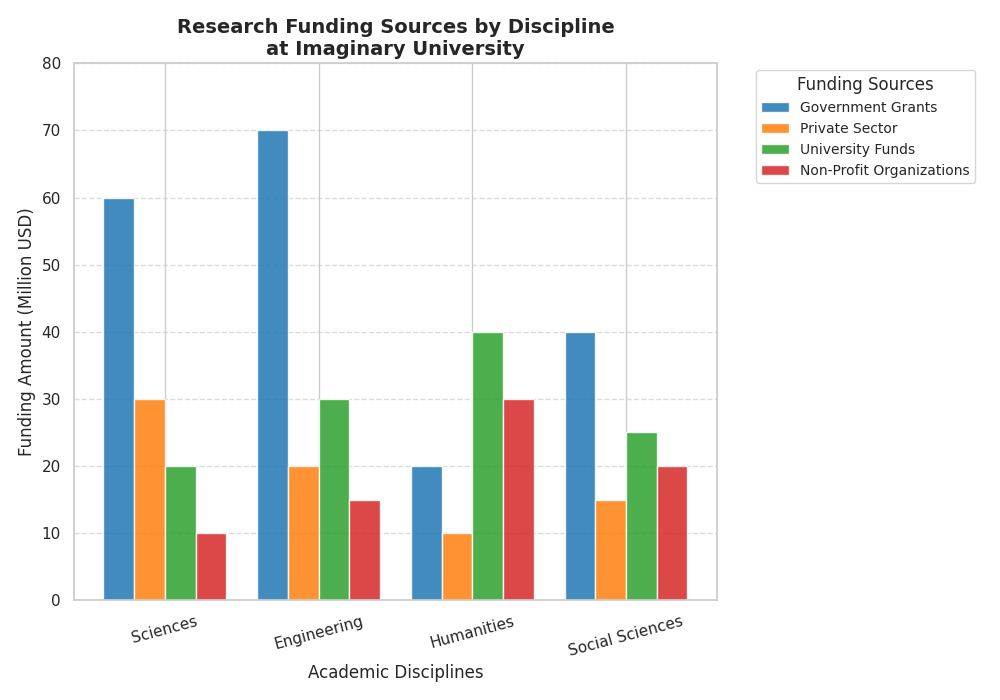 Research Funding Sources by Discipline
at Imaginary University
Funding Sources
Government Grants
Private Sector
University Funds
Non-Profit Organizations
Funding Amount (Million USD)
80
70
60
50
40
30
20
10
0
Sciences
Engineering
Humanities
Social Sciences
Academic Disciplines